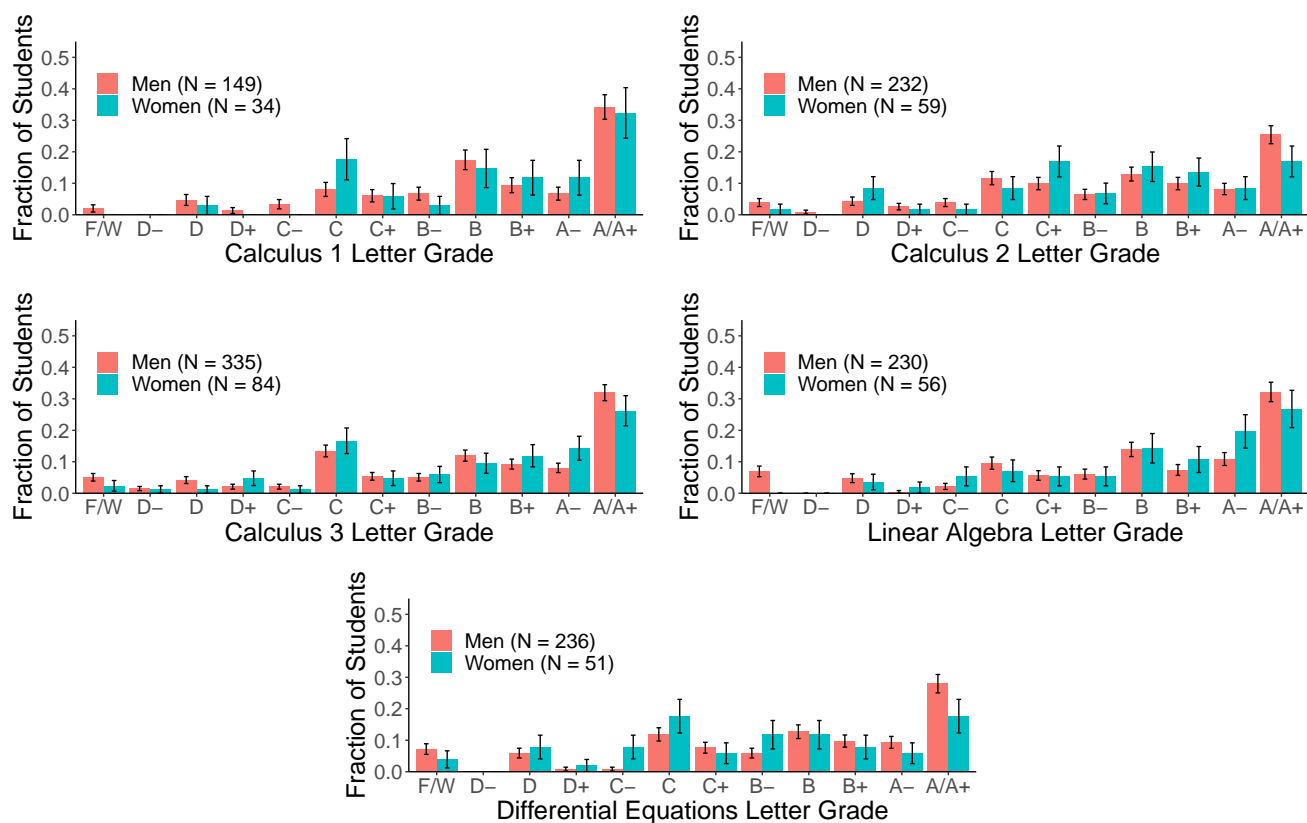 Fraction of Students
0.5
0.4
0.3
0.2
0.1
0.0
Men (N = 149)
Women (N = 34)
F/W D− D D+ C− C C+ B− B B+ A− A/A+
Calculus 1 Letter Grade
Fraction of Students
0.5
0.4
0.3
0.2
0.1
0.0
Men (N = 232)
Women (N = 59)
F/W D− D D+ C− C C+ B− B B+ A− A/A+
Calculus 2 Letter Grade
Fraction of Students
0.5
0.4
0.3
0.2
0.1
0.0
Men (N = 335)
Women (N = 84)
F/W D− D D+ C− C C+ B− B B+ A− A/A+
Calculus 3 Letter Grade
Fraction of Students
0.5
0.4
0.3
0.2
0.1
0.0
Men (N = 230)
Women (N = 56)
F/W D− D D+ C− C C+ B− B B+ A− A/A+
Linear Algebra Letter Grade
Fraction of Students
0.5
0.4
0.3
0.2
0.1
0.0
Men (N = 236)
Women (N = 51)
F/W D− D D+ C− C C+ B− B B+ A− A/A+
Differential Equations Letter Grade